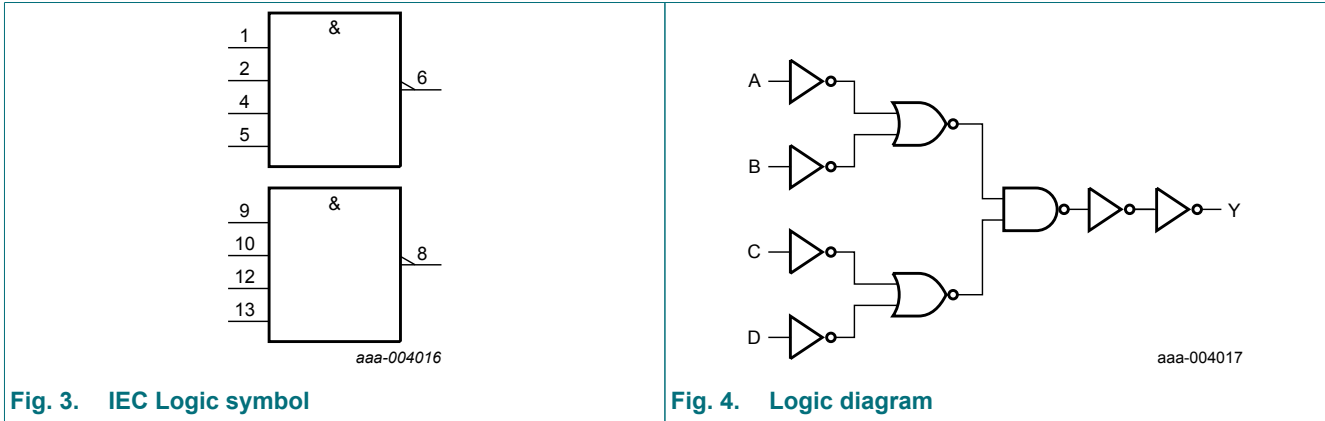 &
1
2
4
5
6
&
9
10
12
13
8
aaa-004016
Fig. 3. IEC Logic symbol
A
B
C
D
Y
aaa-004017
Fig. 4. Logic diagram